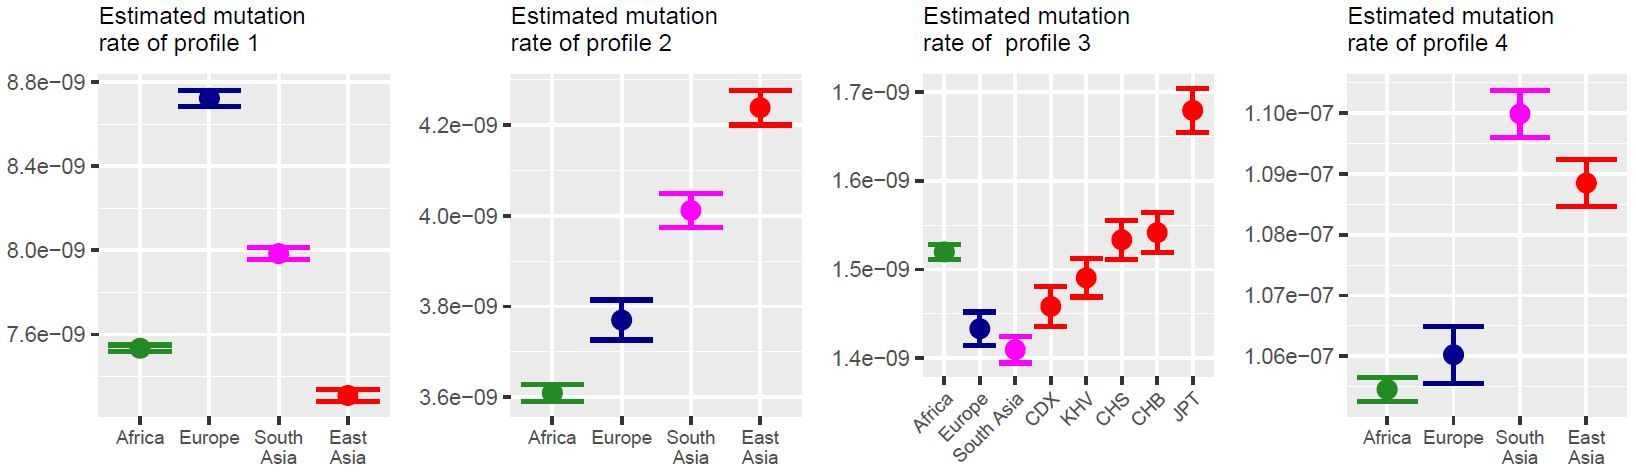 Estimated mutation
rate of profile 1
8.8e−09
8.4e−09
8.0e−09
7.6e−09
Africa
Europe
South
Asia
East
Asia
Estimated mutation
rate of profile 2
4.2e−09
4.0e−09
3.8e−09
3.6e−09
Africa
Europe
South
Asia
East
Asia
Estimated mutation
rate of  profile 3
1.7e−09
1.6e−09
1.5e−09
1.4e−09
Africa
Europe
South Asia
CDX
KHV
CHS
CHB
JPT
Estimated mutation
rate of profile 4
1.10e−07
1.09e−07
1.08e−07
1.07e−07
1.06e−07
Africa
Europe
South
Asia
East
Asia